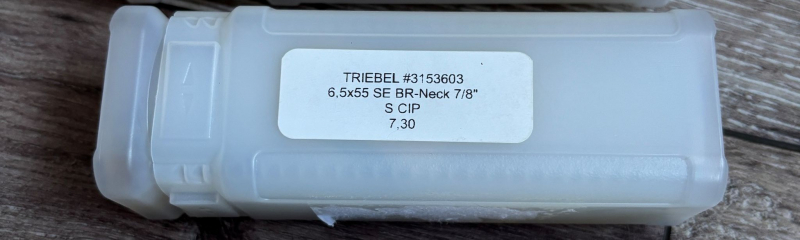 TRIEBEL #3153603
6,5x55 SE BR-Neck 7/8"
S CIP
7,30